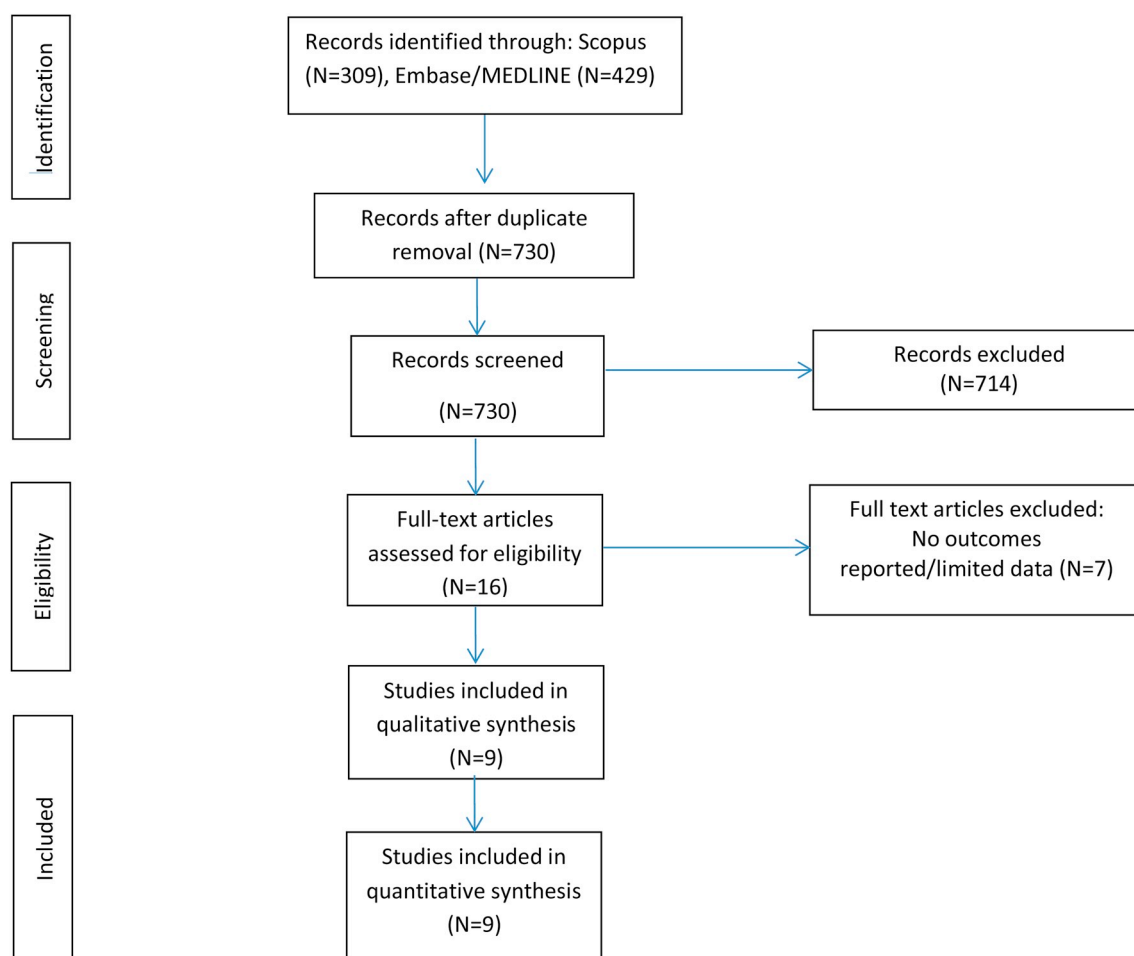 Identification
Records identified through: Scopus
(N=309), Embase/MEDLINE (N=429)
Records after duplicate
removal (N=730)
Screening
Records screened
(N=730)
Records excluded
(N=714)
Eligibility
Full-text articles
assessed for eligibility
(N=16)
Full text articles excluded:
No outcomes
reported/limited data (N=7)
Studies included in
qualitative synthesis
(N=9)
Included
Studies included in
quantitative synthesis
(N=9)